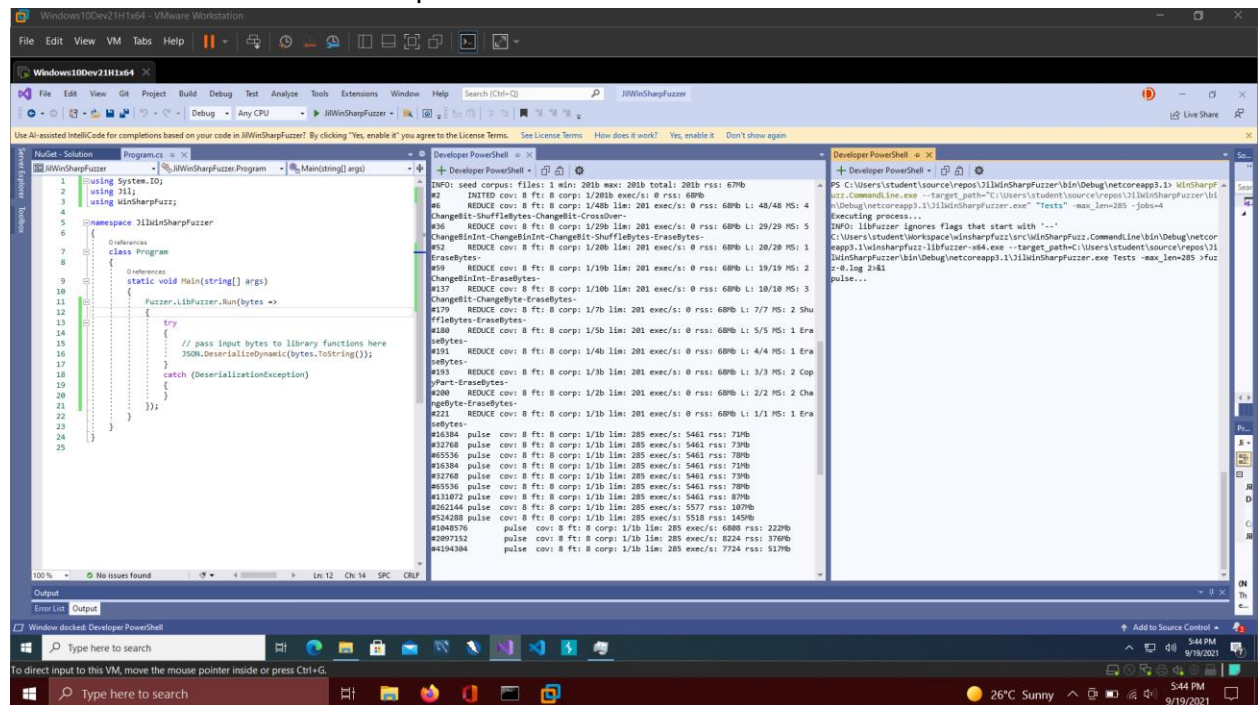 Windows10Dev21H1x64 - VMware Workstation
File Edit View VM Tabs Help
Windows10Dev21H1x64
File Edit View Git Project Build Debug Test Analyze Tools Extensions Window Help Search (Ctrl+Q) JilWinSharpFuzzer
Debug Any CPU JilWinSharpFuzzer Live Share
Use AI-assisted IntelliCode for completions based on your code in JilWinSharpFuzzer? By clicking "Yes, enable it" you agree to the License Terms. See License Terms How does it work? Yes, enable it Don't show again
Server Explorer
Toolbox
NuGet - Solution Program.cs
JilWinSharpFuzzer JilWinSharpFuzzer.Program Main(string[] args)
1 using System.IO;
2 using Jil;
3 using WinSharpFuzz;
4
5 namespace JilWinSharpFuzzer
6 {
0 references
7 class Program
8 {
0 references
9 static void Main(string[] args)
10 {
11 Fuzzer.LibFuzzer.Run(bytes =>
12 {
13 try
14 {
15 // pass input bytes to library functions here
16 JSON.DeserializeDynamic(bytes.ToString());
17 }
18 catch (DeserializationException)
19 {
20 }
21 });
22 }
23 }
24 }
25
100 % No issues found Ln: 12 Ch: 14 SPC CRLF
Developer PowerShell
Developer PowerShell
INFO: seed corpus: files: 1 min: 201b max: 201b total: 201b rss: 67Mb
#2 INITED cov: 8 ft: 8 corp: 1/201b exec/s: 0 rss: 68Mb
#6 REDUCE cov: 8 ft: 8 corp: 1/48b lim: 201 exec/s: 0 rss: 68Mb L: 48/48 MS: 4
ChangeBit-ShuffleBytes-ChangeBit-CrossOver-
#36 REDUCE cov: 8 ft: 8 corp: 1/29b lim: 201 exec/s: 0 rss: 68Mb L: 29/29 MS: 5
ChangeBinInt-ChangeBinInt-ChangeBit-ShuffleBytes-EraseBytes-
#52 REDUCE cov: 8 ft: 8 corp: 1/20b lim: 201 exec/s: 0 rss: 68Mb L: 20/20 MS: 1
EraseBytes-
#59 REDUCE cov: 8 ft: 8 corp: 1/19b lim: 201 exec/s: 0 rss: 68Mb L: 19/19 MS: 2
ChangeBinInt-EraseBytes-
#137 REDUCE cov: 8 ft: 8 corp: 1/10b lim: 201 exec/s: 0 rss: 68Mb L: 10/10 MS: 3
ChangeBit-ChangeByte-EraseBytes-
#179 REDUCE cov: 8 ft: 8 corp: 1/7b lim: 201 exec/s: 0 rss: 68Mb L: 7/7 MS: 2 Shu
ffleBytes-EraseBytes-
#180 REDUCE cov: 8 ft: 8 corp: 1/5b lim: 201 exec/s: 0 rss: 68Mb L: 5/5 MS: 1 Era
seBytes-
#191 REDUCE cov: 8 ft: 8 corp: 1/4b lim: 201 exec/s: 0 rss: 68Mb L: 4/4 MS: 1 Era
seBytes-
#193 REDUCE cov: 8 ft: 8 corp: 1/3b lim: 201 exec/s: 0 rss: 68Mb L: 3/3 MS: 2 Cop
yPart-EraseBytes-
#200 REDUCE cov: 8 ft: 8 corp: 1/2b lim: 201 exec/s: 0 rss: 68Mb L: 2/2 MS: 2 Cha
ngeByte-EraseBytes-
#221 REDUCE cov: 8 ft: 8 corp: 1/1b lim: 201 exec/s: 0 rss: 68Mb L: 1/1 MS: 1 Era
seBytes-
#16384 pulse cov: 8 ft: 8 corp: 1/1b lim: 285 exec/s: 5461 rss: 71Mb
#32768 pulse cov: 8 ft: 8 corp: 1/1b lim: 285 exec/s: 5461 rss: 73Mb
#65536 pulse cov: 8 ft: 8 corp: 1/1b lim: 285 exec/s: 5461 rss: 78Mb
#16384 pulse cov: 8 ft: 8 corp: 1/1b lim: 285 exec/s: 5461 rss: 71Mb
#32768 pulse cov: 8 ft: 8 corp: 1/1b lim: 285 exec/s: 5461 rss: 73Mb
#65536 pulse cov: 8 ft: 8 corp: 1/1b lim: 285 exec/s: 5461 rss: 78Mb
#131072 pulse cov: 8 ft: 8 corp: 1/1b lim: 285 exec/s: 5461 rss: 87Mb
#262144 pulse cov: 8 ft: 8 corp: 1/1b lim: 285 exec/s: 5577 rss: 107Mb
#524288 pulse cov: 8 ft: 8 corp: 1/1b lim: 285 exec/s: 5518 rss: 145Mb
#1048576 pulse cov: 8 ft: 8 corp: 1/1b lim: 285 exec/s: 6808 rss: 222Mb
#2097152 pulse cov: 8 ft: 8 corp: 1/1b lim: 285 exec/s: 8224 rss: 376Mb
#4194304 pulse cov: 8 ft: 8 corp: 1/1b lim: 285 exec/s: 7724 rss: 517Mb
Developer PowerShell
Developer PowerShell
PS C:\Users\student\source\repos\JilWinSharpFuzzer\bin\Debug\netcoreapp3.1> WinSharpF
uzz.CommandLine.exe --target_path="C:\Users\student\source\repos\JilWinSharpFuzzer\bi
n\Debug\netcoreapp3.1\JilWinSharpFuzzer.exe" "Tests" -max_len=285 -jobs=4
Executing process...
INFO: libFuzzer ignores flags that start with '--'
C:\Users\student\Workspace\winsharpfuzz\src\WinSharpFuzz.CommandLine\bin\Debug\netcor
eapp3.1\winsharpfuzz-libfuzzer-x64.exe --target_path=C:\Users\student\source\repos\Ji
lWinSharpFuzzer\bin\Debug\netcoreapp3.1\JilWinSharpFuzzer.exe Tests -max_len=285 >fuz
z-0.log 2>&1
pulse...
So...
Sear
Pr...
Output
Error List Output
Window docked: Developer PowerShell Add to Source Control
Type here to search 5:44 PM
9/19/2021
To direct input to this VM, move the mouse pointer inside or press Ctrl+G.
Type here to search 26°C Sunny 5:44 PM
9/19/2021